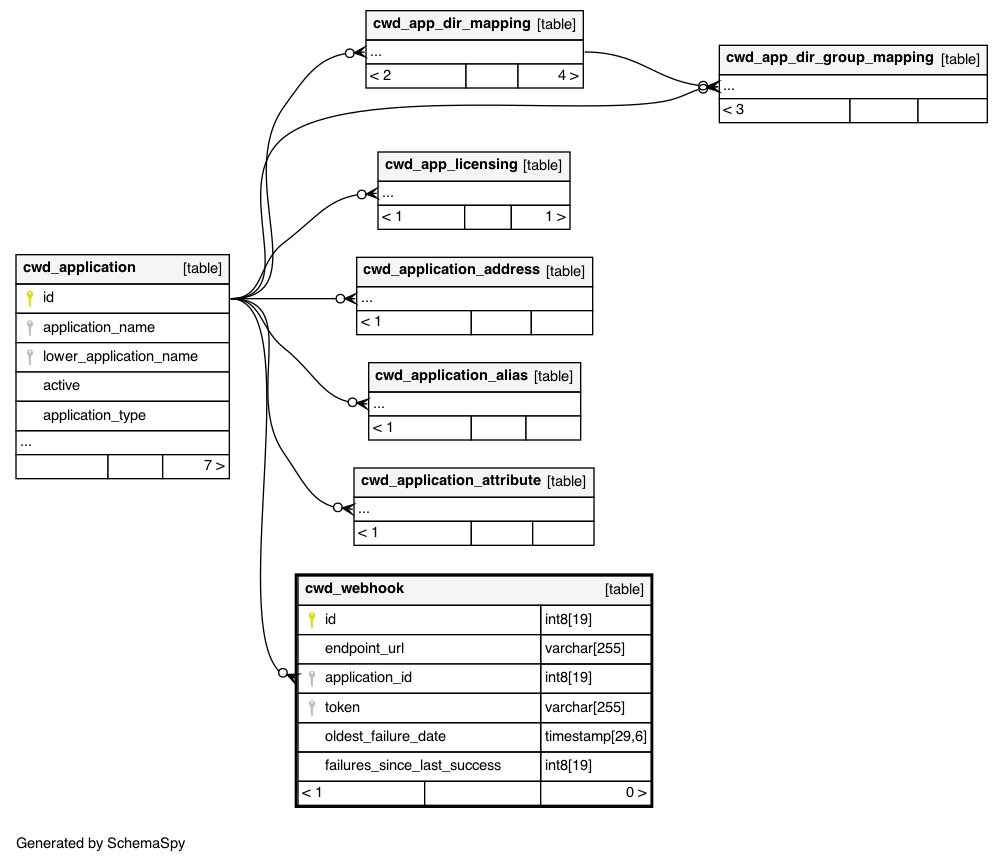 cwd_app_dir_mapping [table]
...
< 2 4 >
cwd_app_dir_group_mapping [table]
...
< 3
cwd_app_licensing [table]
...
< 1 1 >
cwd_application [table]
id
application_name
lower_application_name
active
application_type
...
7 >
cwd_application_address [table]
...
< 1
cwd_application_alias [table]
...
< 1
cwd_application_attribute [table]
...
< 1
cwd_webhook [table]
id int8[19]
endpoint_url varchar[255]
application_id int8[19]
token varchar[255]
oldest_failure_date timestamp[29,6]
failures_since_last_success int8[19]
< 1 0 >
Generated by SchemaSpy